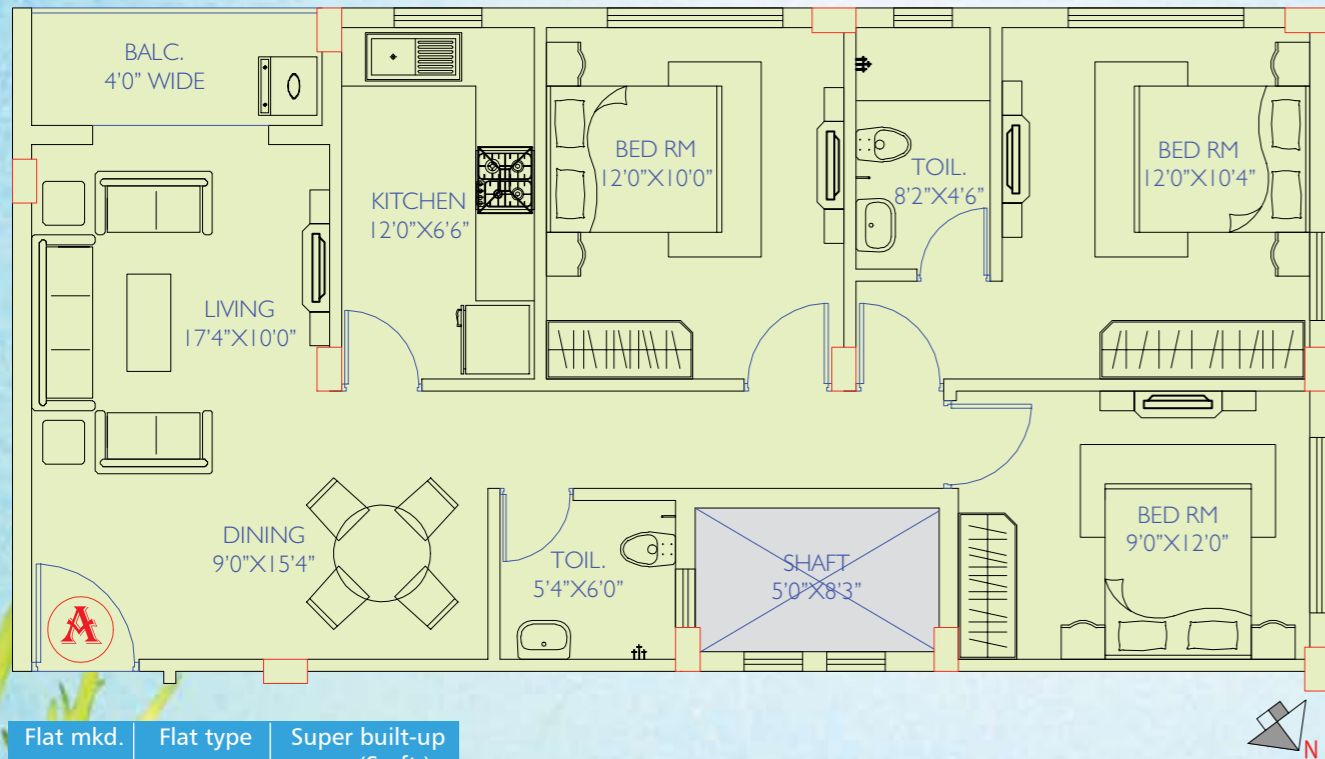 BALC.
4'0" WIDE
KITCHEN
12'0"X6'6"
BED RM
12'0"X10'0"
TOIL.
8'2"X4'6"
BED RM
12'0"X10'4"
LIVING
17'4"X10'0"
DINING
9'0"X15'4"
TOIL.
5'4"X6'0"
SHAFT
5'0"X8'3"
BED RM
9'0"X12'0"
A
N
Flat mkd. Flat type Super built-up